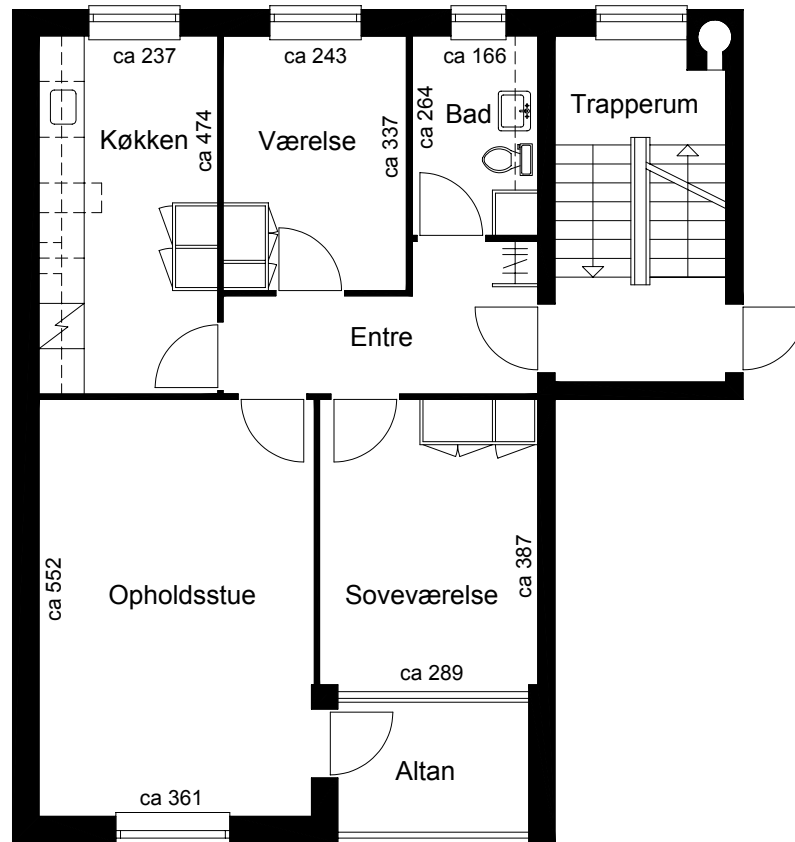 ca 237
ca 243
ca 166
Køkken
ca 474
Værelse
ca 337
ca 264
Bad
Trapperum
Entre
ca 552
Opholdsstue
Soveværelse
ca 387
ca 289
ca 361
Altan